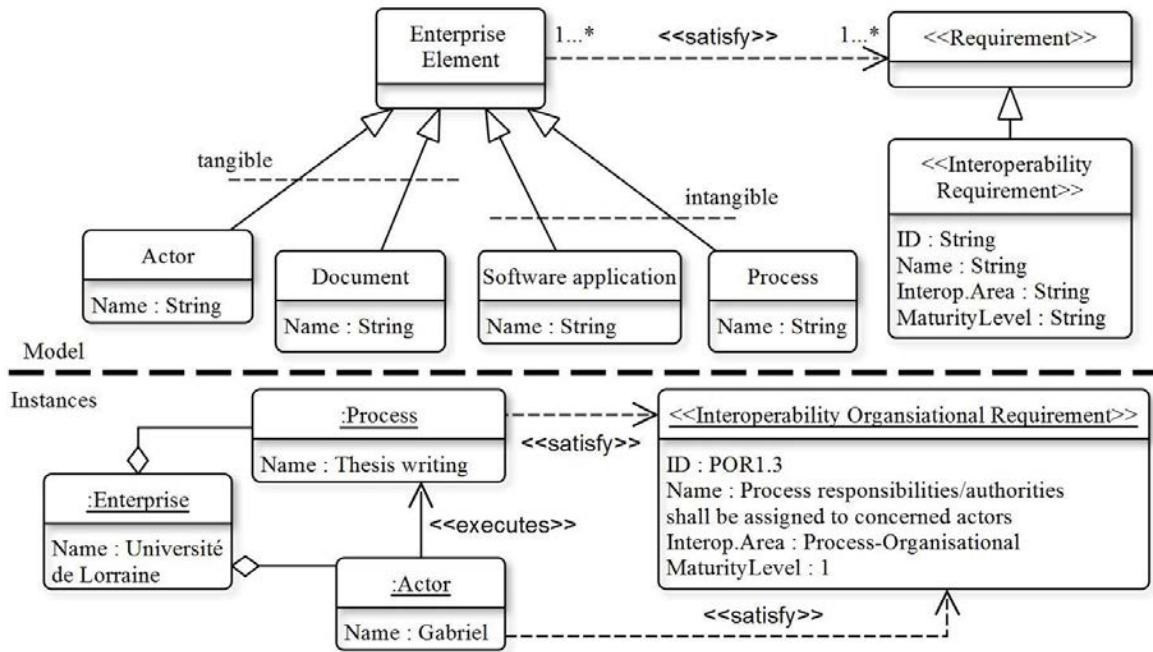 Enterprise
Element
1...*
<<satisfy>>
1...*
<<Requirement>>
tangible
intangible
<<Interoperability
Requirement>>
ID : String
Name : String
Interop.Area : String
MaturityLevel : String
Actor
Name : String
Document
Name : String
Software application
Name : String
Process
Name : String
Model
Instances
:Process
Name : Thesis writing
<<satisfy>>
<<Interoperability Organsiational Requirement>>
ID : POR1.3
Name : Process responsibilities/authorities
shall be assigned to concerned actors
Interop.Area : Process-Organisational
MaturityLevel : 1
:Enterprise
Name : Université
de Lorraine
<<executes>>
:Actor
Name : Gabriel
<<satisfy>>